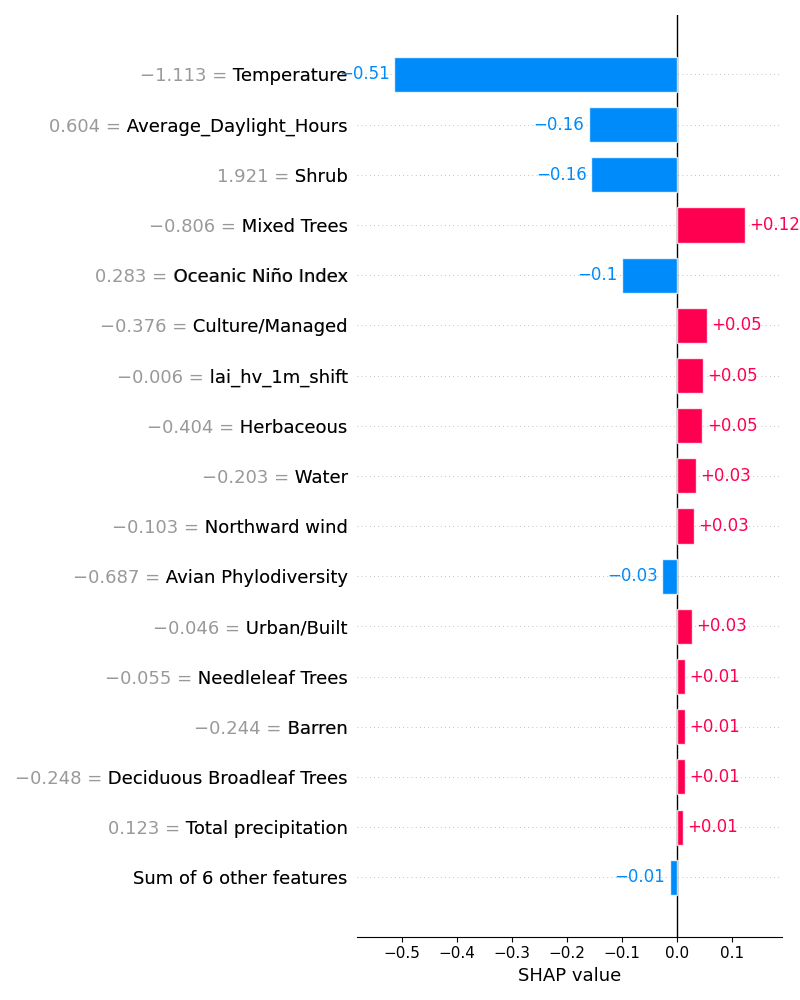 −1.113 = Temperature −0.51
0.604 = Average_Daylight_Hours −0.16
1.921 = Shrub −0.16
−0.806 = Mixed Trees +0.12
0.283 = Oceanic Niño Index −0.1
−0.376 = Culture/Managed +0.05
−0.006 = lai_hv_1m_shift +0.05
−0.404 = Herbaceous +0.05
−0.203 = Water +0.03
−0.103 = Northward wind +0.03
−0.687 = Avian Phylodiversity −0.03
−0.046 = Urban/Built +0.03
−0.055 = Needleleaf Trees +0.01
−0.244 = Barren +0.01
−0.248 = Deciduous Broadleaf Trees +0.01
0.123 = Total precipitation +0.01
Sum of 6 other features −0.01
−0.5 −0.4 −0.3 −0.2 −0.1 0.0 0.1
SHAP value